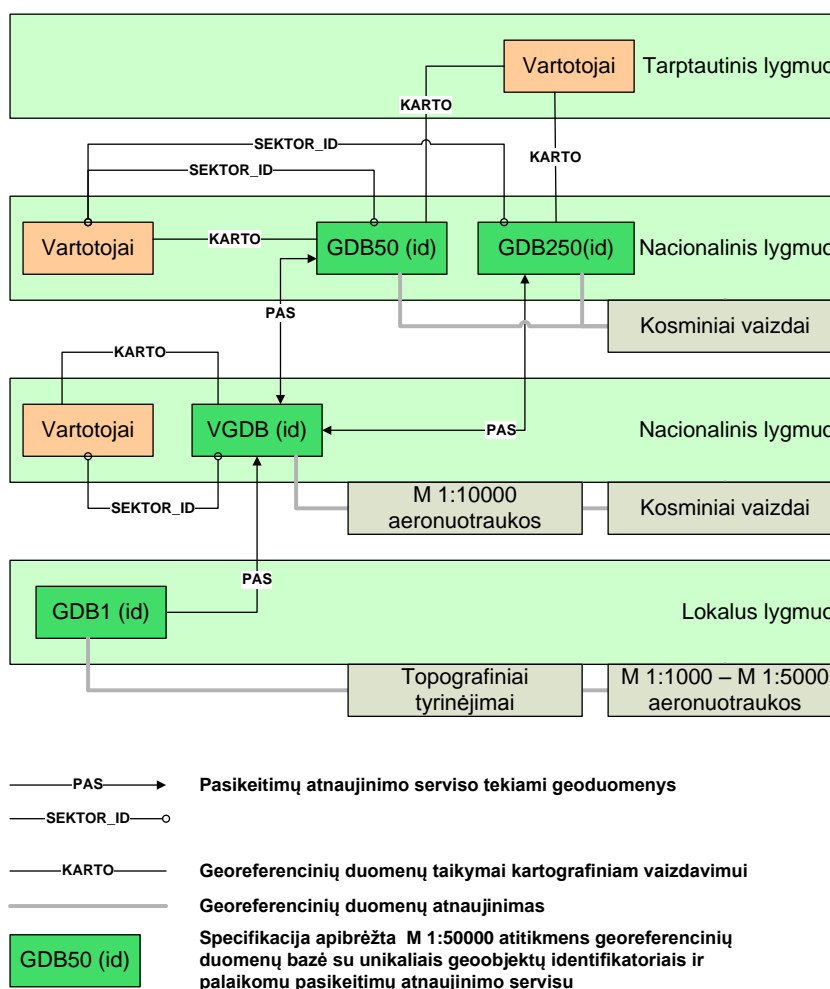 Vartotojai
Tarptautinis lygmuo
KARTO
KARTO
SEKTOR_ID
SEKTOR_ID
Vartotojai
KARTO
GDB50 (id)
GDB250(id)
Nacionalinis lygmuo
PAS
Kosminiai vaizdai
KARTO
Vartotojai
VGDB (id)
PAS
Nacionalinis lygmuo
SEKTOR_ID
M 1:10000
aeronuotraukos
Kosminiai vaizdai
PAS
GDB1 (id)
Lokalus lygmuo
Topografiniai
tyrinėjimai
M 1:1000 – M 1:5000
aeronuotraukos
PAS
Pasikeitimų atnaujinimo serviso tekiami geoduomenys
SEKTOR_ID
KARTO
Georeferencinių duomenų taikymai kartografiniam vaizdavimui
Georeferencinių duomenų atnaujinimas
GDB50 (id)
Specifikacija apibrėžta M 1:50000 atitikmens georeferencinių
duomenų bazė su unikaliais geoobjektų identifikatoriais ir
palaikomu pasikeitimų atnaujinimo servisu